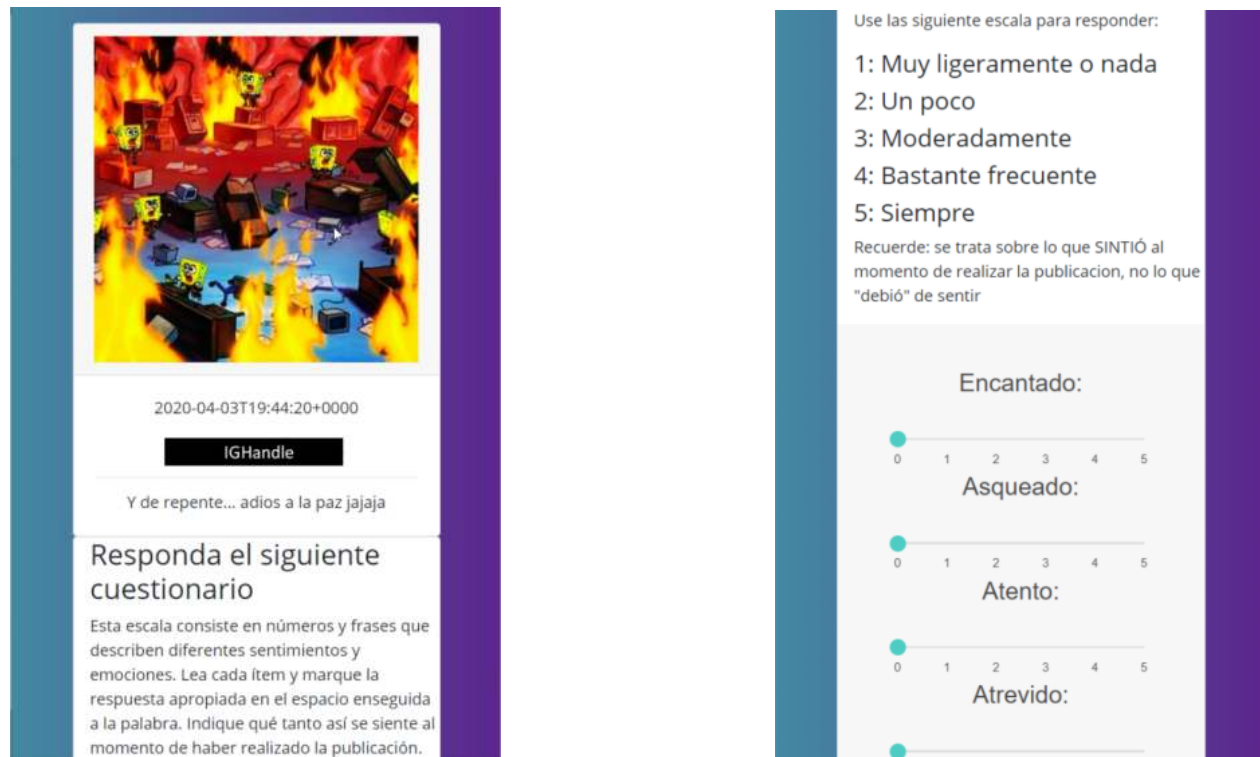 2020-04-03T19:44:20+0000
IGHandle
Y de repente... adios a la paz jajaja
Responda el siguiente
cuestionario
Esta escala consiste en números y frases que
describen diferentes sentimientos y
emociones. Lea cada ítem y marque la
respuesta apropiada en el espacio enseguida
a la palabra. Indique qué tanto así se siente al
momento de haber realizado la publicación.
Use las siguiente escala para responder:
1: Muy ligeramente o nada
2: Un poco
3: Moderadamente
4: Bastante frecuente
5: Siempre
Recuerde: se trata sobre lo que SINTIÓ al
momento de realizar la publicacion, no lo que
"debió" de sentir
Encantado:
0 1 2 3 4 5
Asqueado:
0 1 2 3 4 5
Atento:
0 1 2 3 4 5
Atrevido: